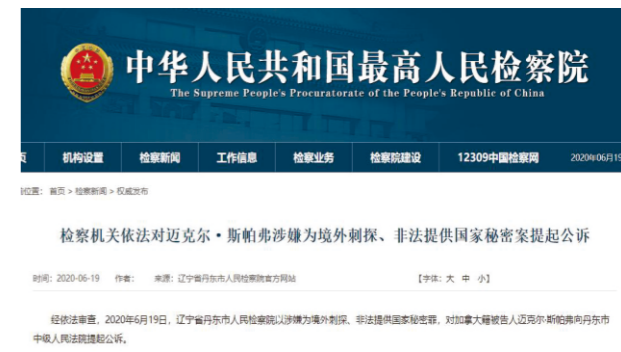 中华人民共和国最高人民检察院
The Supreme People's Procuratorate of the People's Republic of China
页 机构设置 检察新闻 工作信息 检察业务 检察院建设 12309中国检察网 2020年06月19
位置： 首页 > 检察新闻 > 权威发布
检察机关依法对迈克尔·斯帕弗涉嫌为境外刺探、非法提供国家秘密案提起公诉
时间：2020-06-19 作者： 来源：辽宁省丹东市人民检察院官方网站 【字体：大 中 小】
经依法审查，2020年6月19日，辽宁省丹东市人民检察院以涉嫌为境外刺探、非法提供国家秘密罪，对加拿大籍被告人迈克尔·斯帕弗向丹东市
中级人民法院提起公诉。